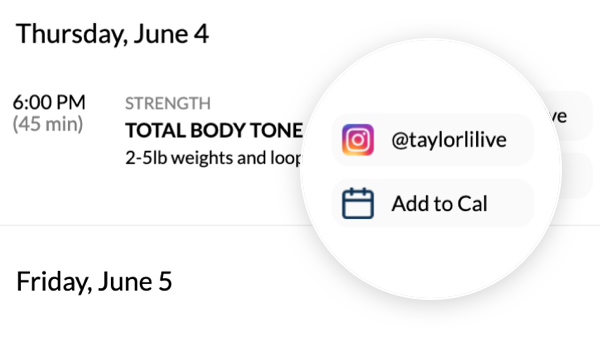 Thursday, June 4
6:00 PM
(45 min)
STRENGTH
TOTAL BODY TONE
2-5lb weights and loop
@taylorlilive
Add to Cal
Friday, June 5